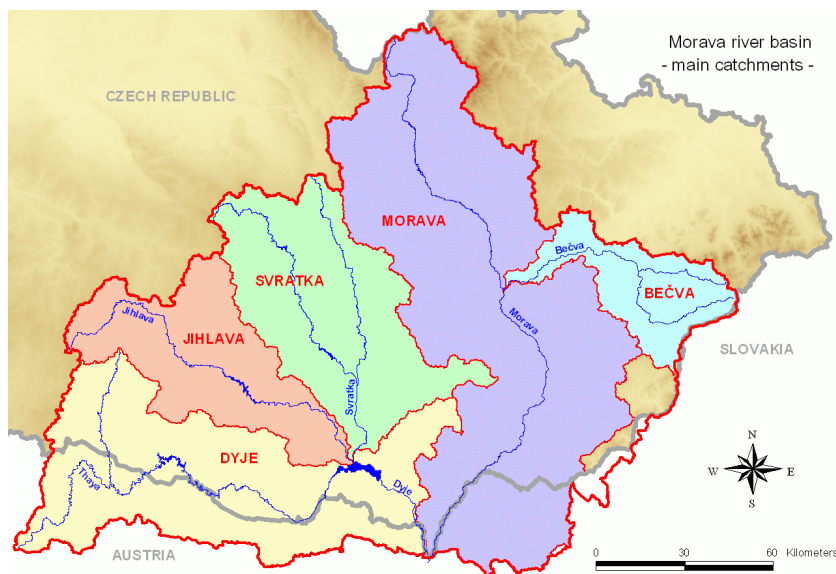 Morava river basin
- main catchments -
CZECH REPUBLIC
MORAVA
Bečva
SVRATKA
BEČVA
Jihlava
Morava
JIHLAVA
SLOVAKIA
Svratka
DYJE
N
Thaya
Dyje
W
E
S
AUSTRIA
0 30 60 Kilometers